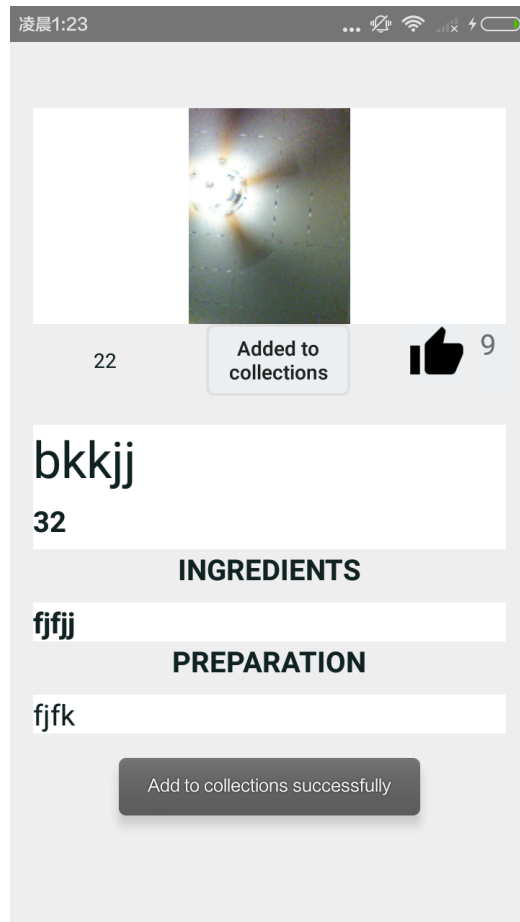 凌晨1:23
22
Added to
collections
9
bkkjj
32
INGREDIENTS
fjfjj
PREPARATION
fjfk
Add to collections successfully